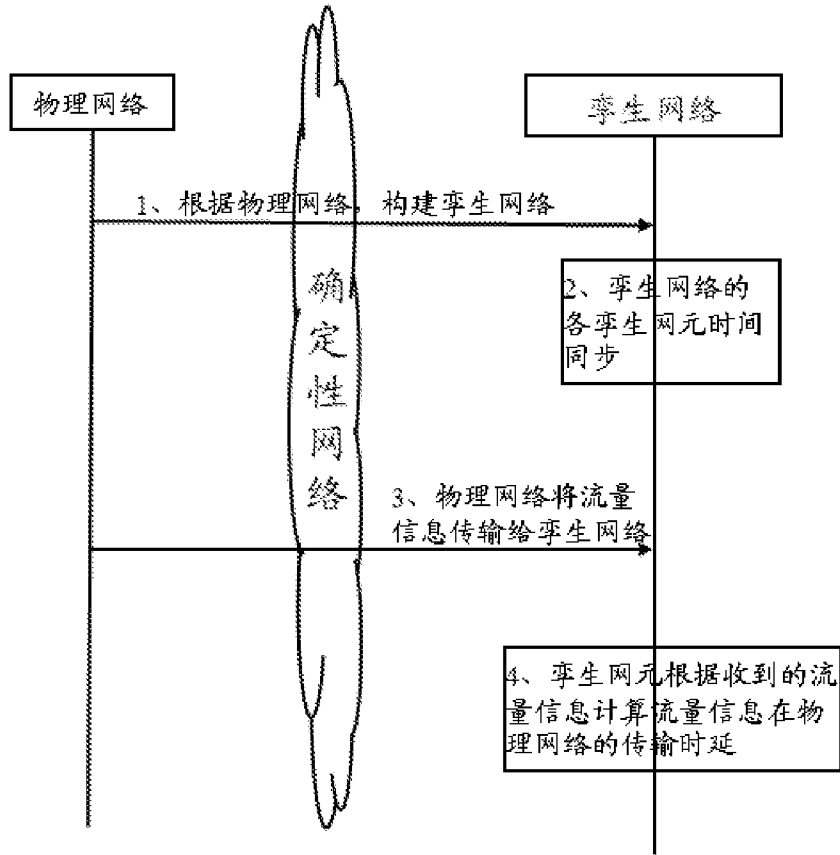 物理网络
孪生网络
1、根据物理网络，构建孪生网络
2、孪生网络的
各孪生网元时间
同步
确定性网络
3、物理网络将流量
信息传输给孪生网络
4、孪生网元根据收到的流
量信息计算流量信息在物
理网络的传输时延